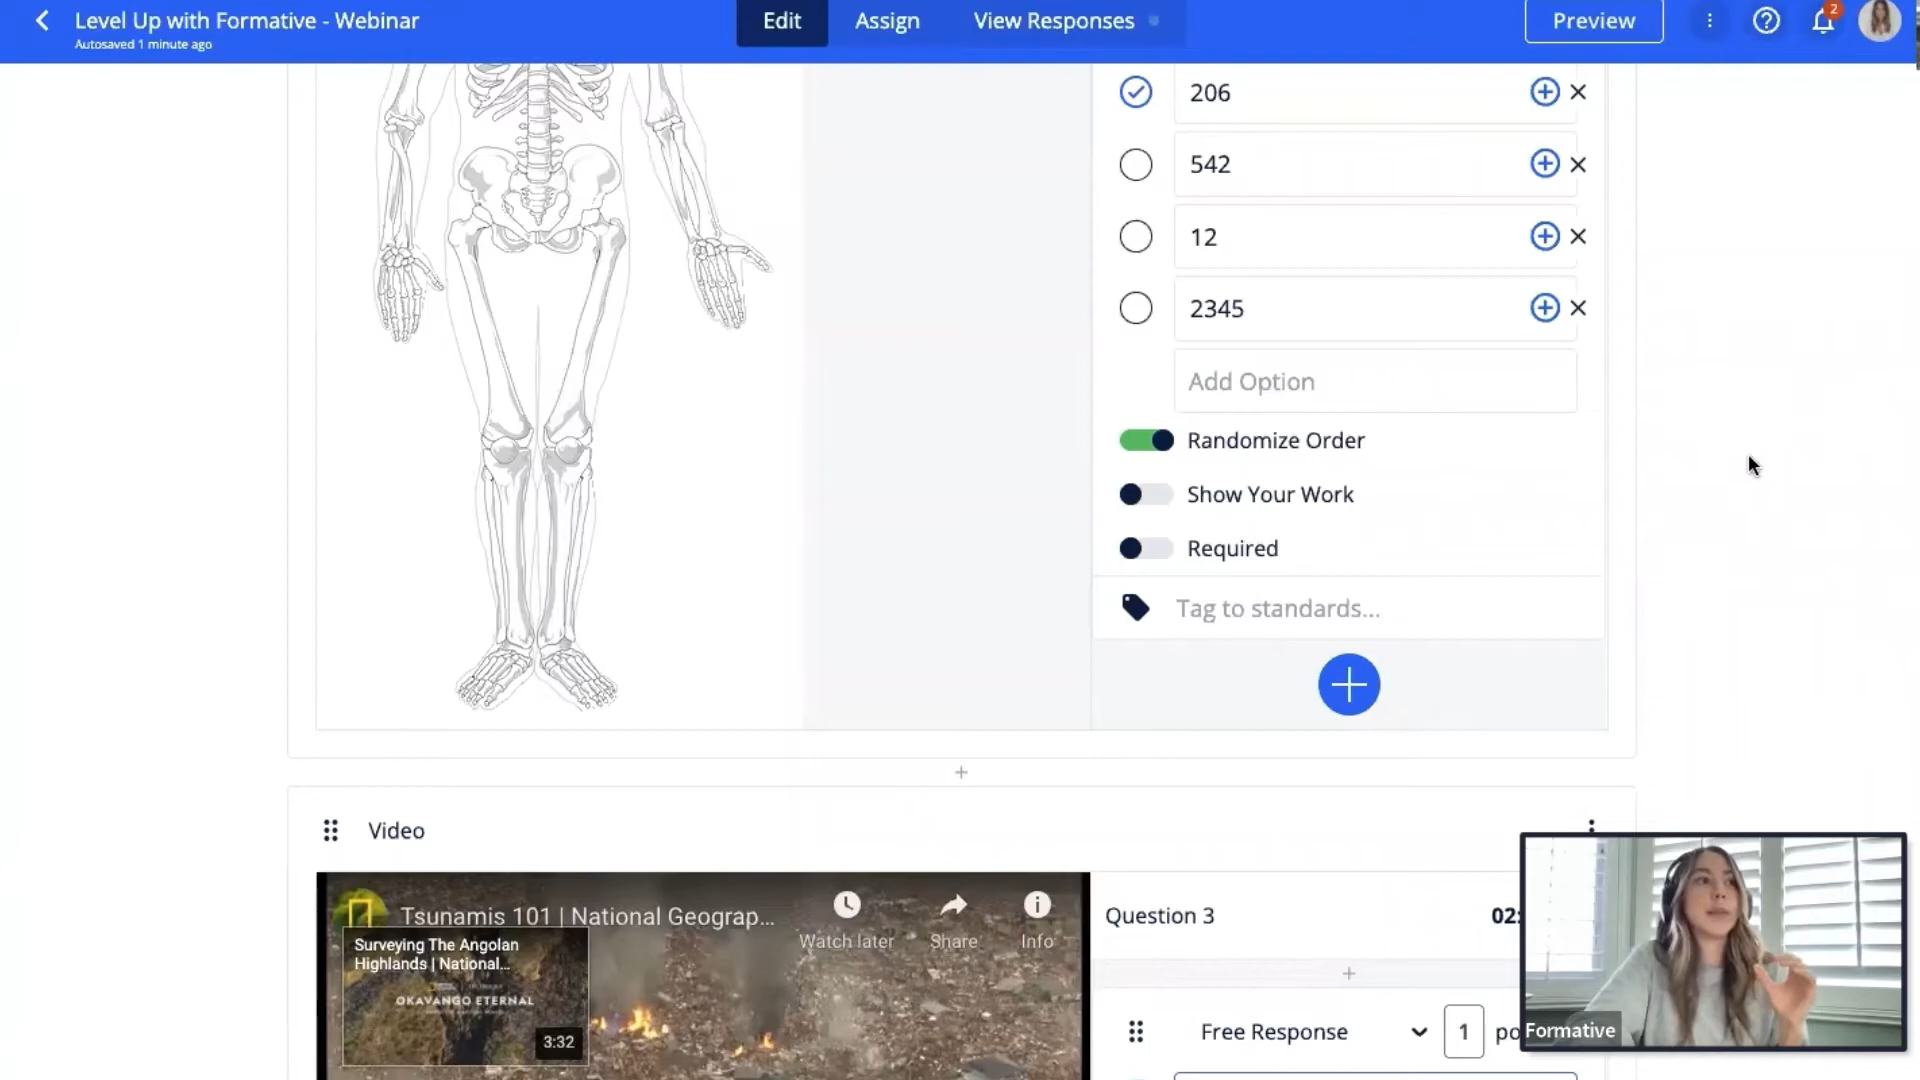 Level Up with Formative - Webinar
Autosaved 1 minute ago
Edit
Assign
View Responses
Preview
2
206
542
12
2345
Add Option
Randomize Order
Show Your Work
Required
Tag to standards...
Video
Tsunamis 101 | National Geograp...
Watch later
Share
Info
Surveying The Angolan
Highlands | National...
OKAVANGO ETERNAL
3:32
Question 3
02:
Free Response
1
po
Formative